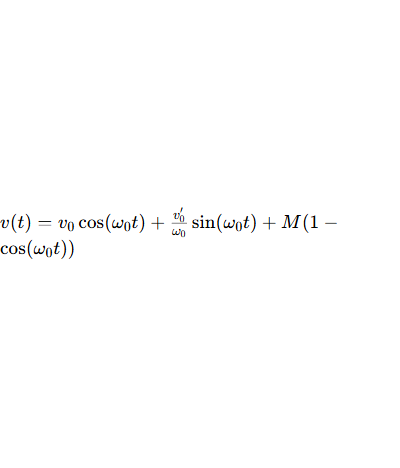 v(t) = v₀ cos(ω₀t) + v₀′/ω₀ sin(ω₀t) + M(1 −
cos(ω₀t))